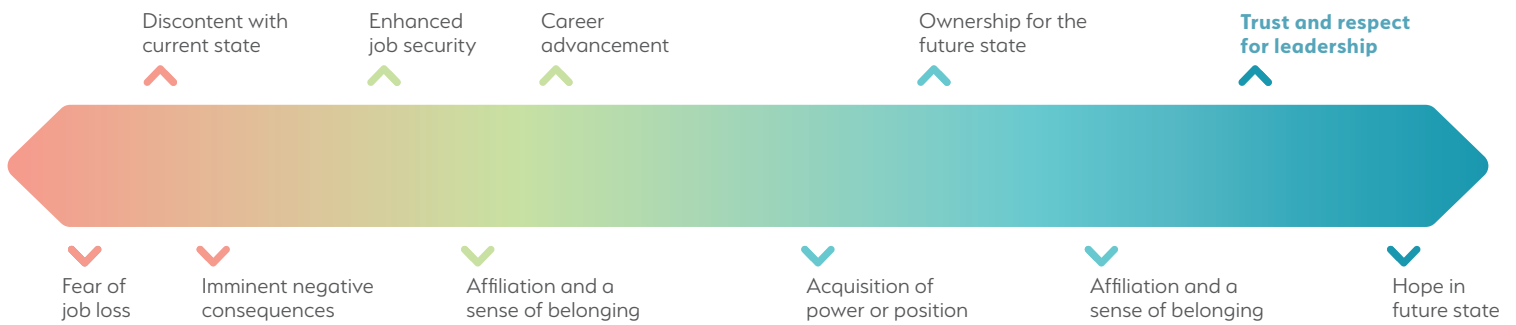 Discontent with
current state
Enhanced
job security
Career
advancement
Ownership for the
future state
Trust and respect
for leadership
Fear of
job loss
Imminent negative
consequences
Affiliation and a
sense of belonging
Acquisition of
power or position
Affiliation and a
sense of belonging
Hope in
future state